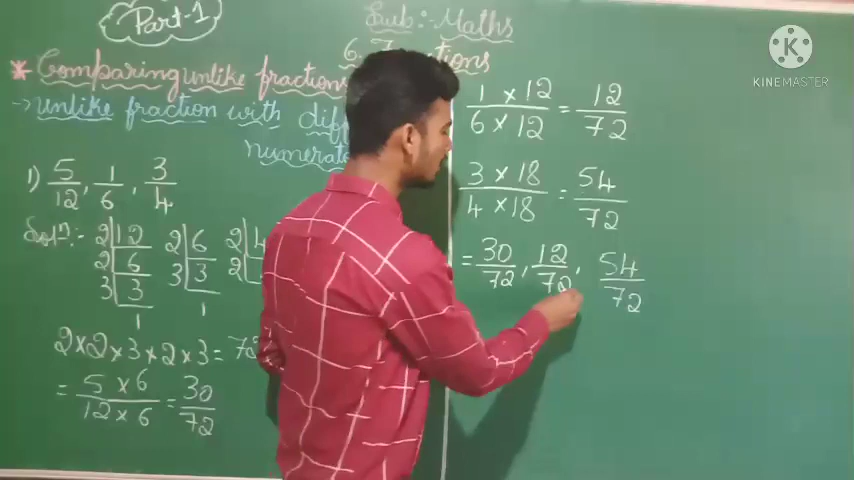 Part-1
Sub:- Maths
6.
* Comparing unlike fractions
→ unlike fraction with
1) 5/12, 1/6, 3/4
Soln:- 2|12 2|6 2|4
2|6 3|3 2|
3|3 1
1
2×2×3×2×3=72
= 5×6/12×6 = 30/72
1×12/6×12 = 12/72
3×18/4×18 = 54/72
= 30/72, 12/72, 54/72
KINEMASTER